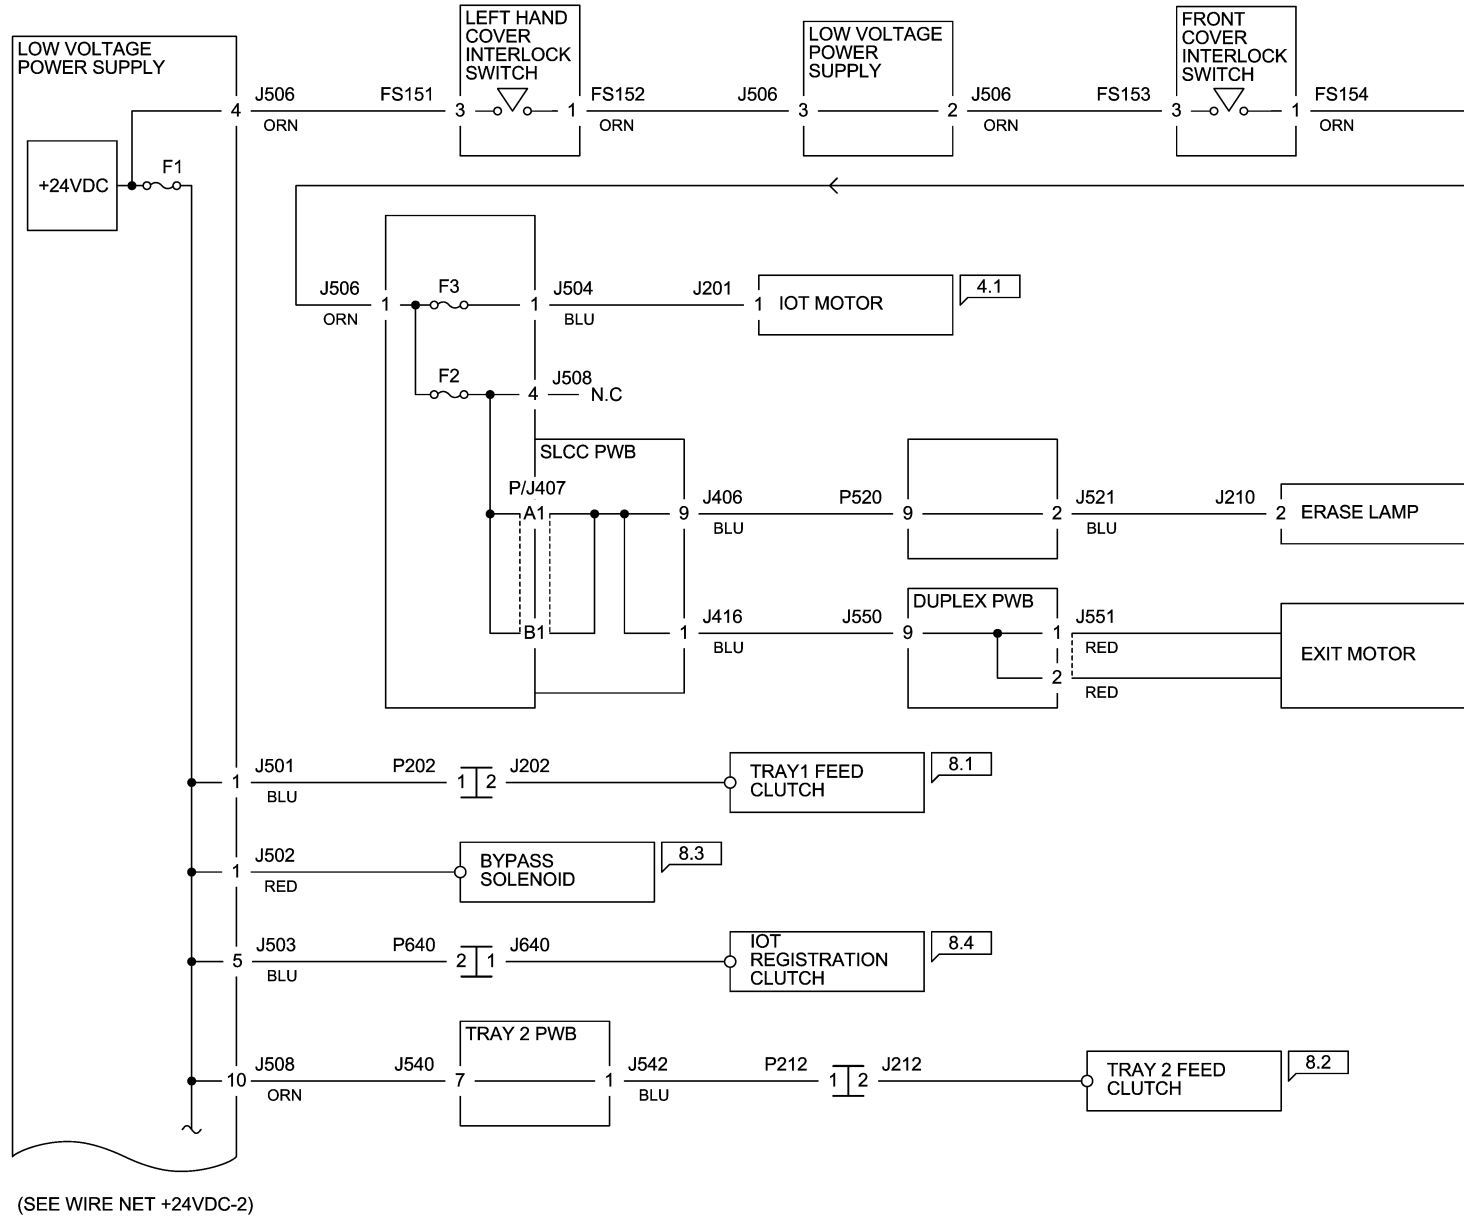 LOW VOLTAGE
POWER SUPPLY
+24VDC
F1
4
J506
ORN
FS151
LEFT HAND
COVER
INTERLOCK
SWITCH
3
1
FS152
ORN
J506
LOW VOLTAGE
POWER
SUPPLY
3
2
J506
ORN
FS153
FRONT
COVER
INTERLOCK
SWITCH
3
1
FS154
ORN
J506
ORN
1
F3
1
J504
BLU
J201
1
IOT MOTOR
4.1
F2
4
J508
N.C
SLCC PWB
P/J407
A1
9
J406
BLU
P520
9
2
J521
BLU
J210
2
ERASE LAMP
B1
1
J416
BLU
J550
DUPLEX PWB
9
1
J551
RED
2
RED
EXIT MOTOR
1
J501
BLU
P202
1
2
J202
TRAY1 FEED
CLUTCH
8.1
1
J502
RED
BYPASS
SOLENOID
8.3
5
J503
BLU
P640
2
1
J640
IOT
REGISTRATION
CLUTCH
8.4
10
J508
ORN
J540
TRAY 2 PWB
7
1
J542
BLU
P212
1
2
J212
TRAY 2 FEED
CLUTCH
8.2
(SEE WIRE NET +24VDC-2)